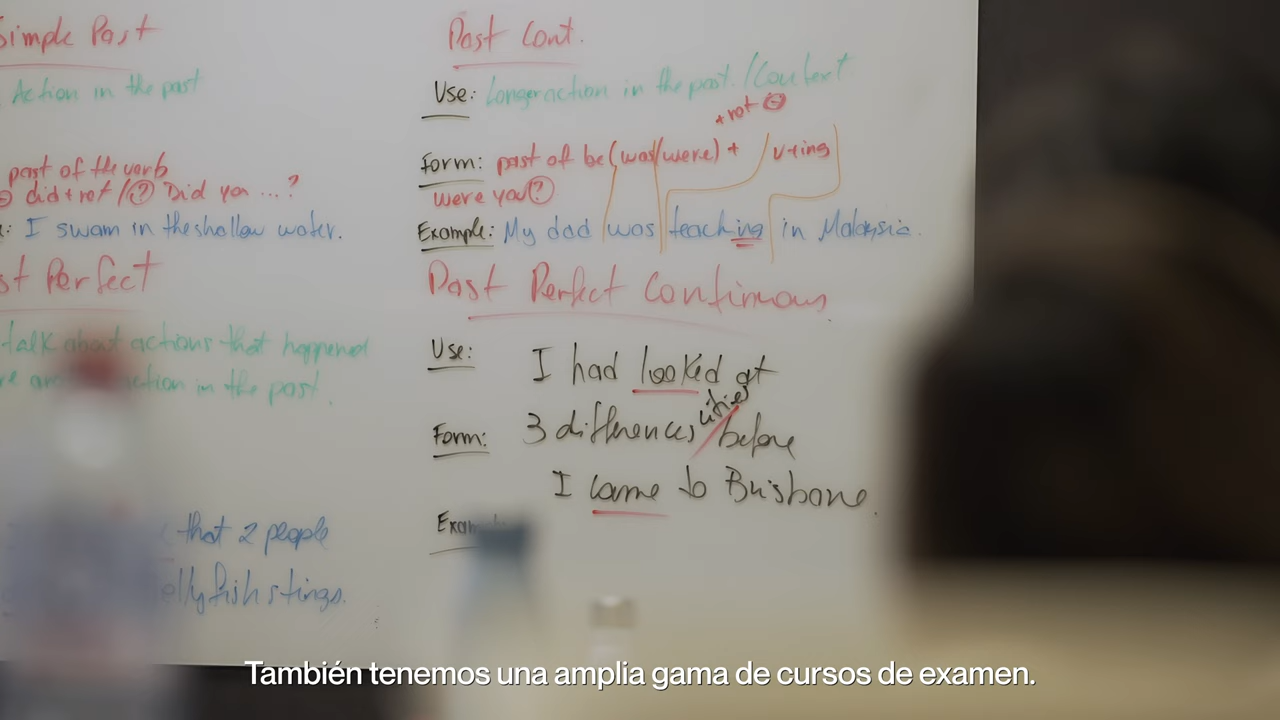 Simple Past
Action in the past
past of the verb
⊖ did + not / ? Did you ...?
: I swam in the shallow water.
st Perfect
talk about actions that happened
action in the past.
that 2 people
ellyfish stings.
Past Cont.
Use: Longer action in the past. / Context
+ not ⊖
Form: past of be (was/were) + / v+ing
were you ?
Example: My dad was teaching in Malaysia.
Past Perfect Continuous
Use: I had looked at
cities
Form: 3 differences / before
I came to Brisbane.
Exam
También tenemos una amplia gama de cursos de examen.